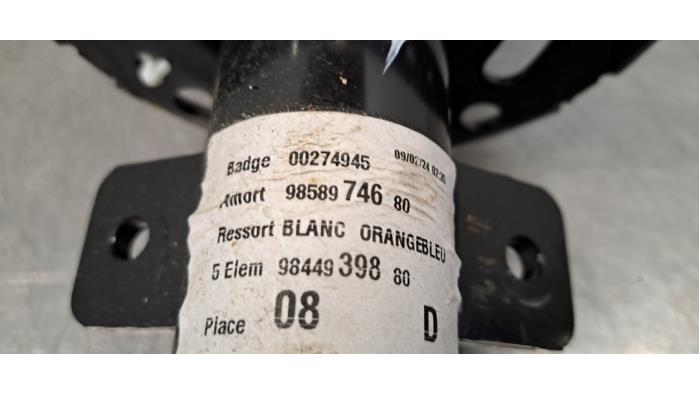 Badge 00274945 09/02/24 02:35
Amort 98589 746 80
Ressort BLANC ORANGEBLEU
5 Elem 98449 398 80
Place 08 D